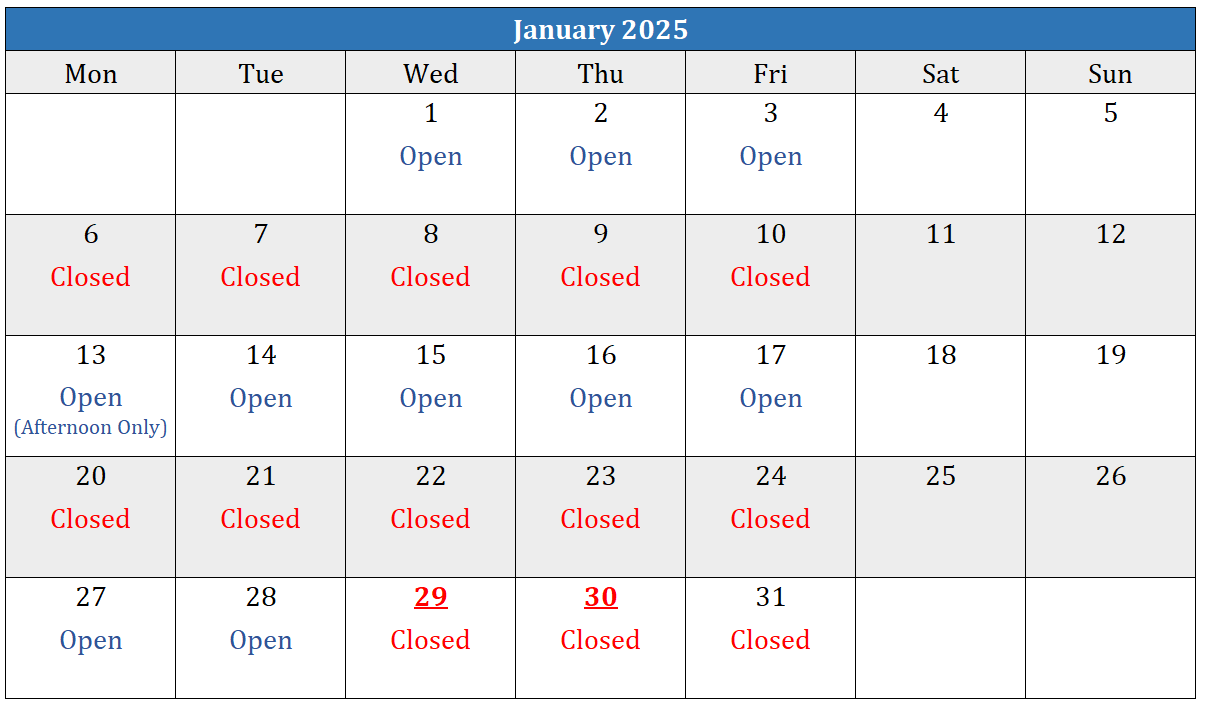 January 2025
Mon Tue Wed Thu Fri Sat Sun
1 2 3 4 5
Open Open Open
6 7 8 9 10 11 12
Closed Closed Closed Closed Closed
13 14 15 16 17 18 19
Open Open Open Open Open
(Afternoon Only)
20 21 22 23 24 25 26
Closed Closed Closed Closed Closed
27 28 29 30 31
Open Open Closed Closed Closed